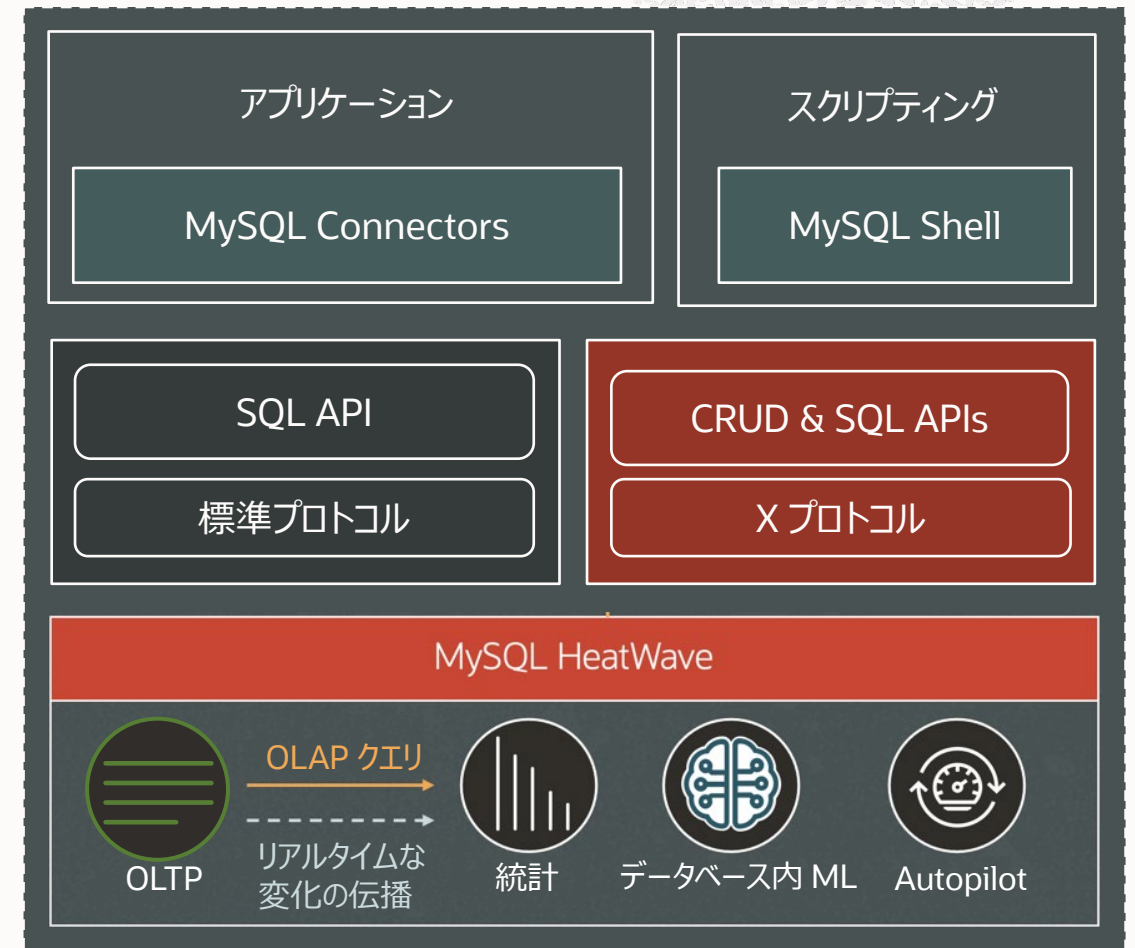 アプリケーション
スクリプティング
MySQL Connectors
MySQL Shell
SQL API
CRUD & SQL APIs
標準プロトコル
X プロトコル
MySQL HeatWave
OLAP クエリ
リアルタイムな
変化の伝播
OLTP
統計
データベース内 ML
Autopilot